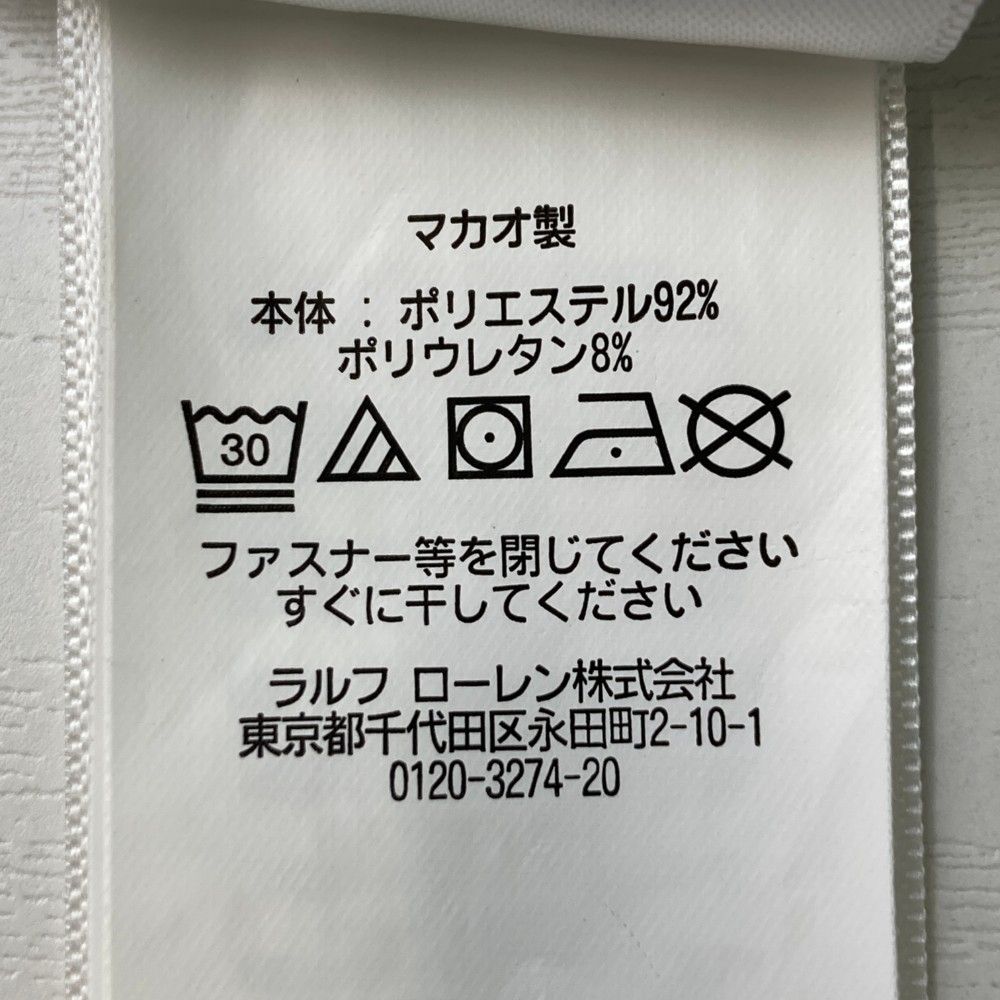 マカオ製
本体 : ポリエステル92%
ポリウレタン8%
30
ファスナー等を閉じてください
すぐに干してください
ラルフ ローレン株式会社
東京都千代田区永田町2-10-1
0120-3274-20